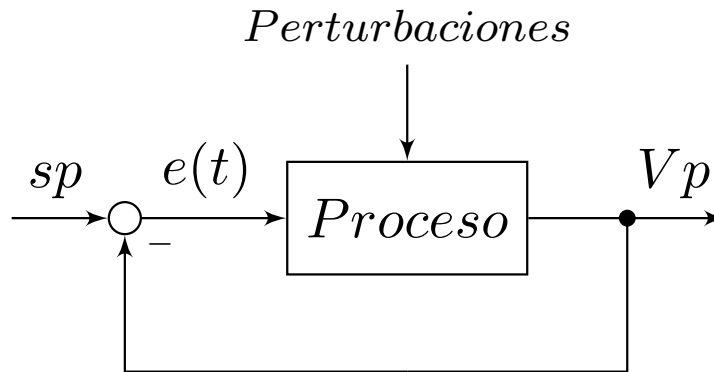 Perturbaciones
sp
e(t)
Proceso
Vp
−